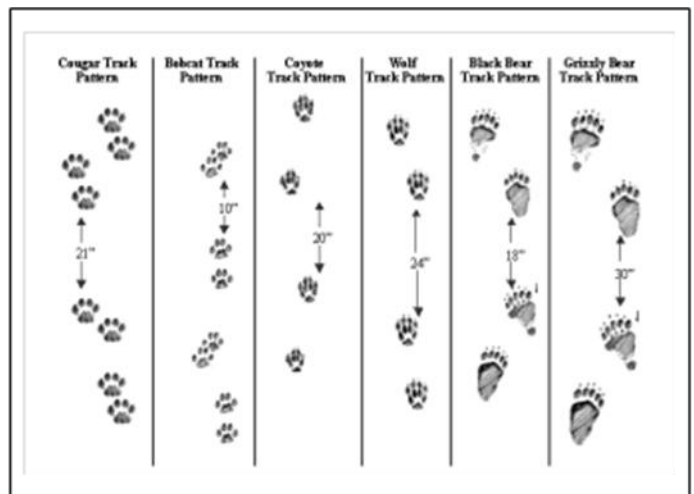 Cougar Track
Pattern
Bobcat Track
Pattern
Coyote
Track Pattern
Wolf
Track Pattern
Black Bear
Track Pattern
Grizzly Bear
Track Pattern
21"
10"
20"
24"
18"
30"